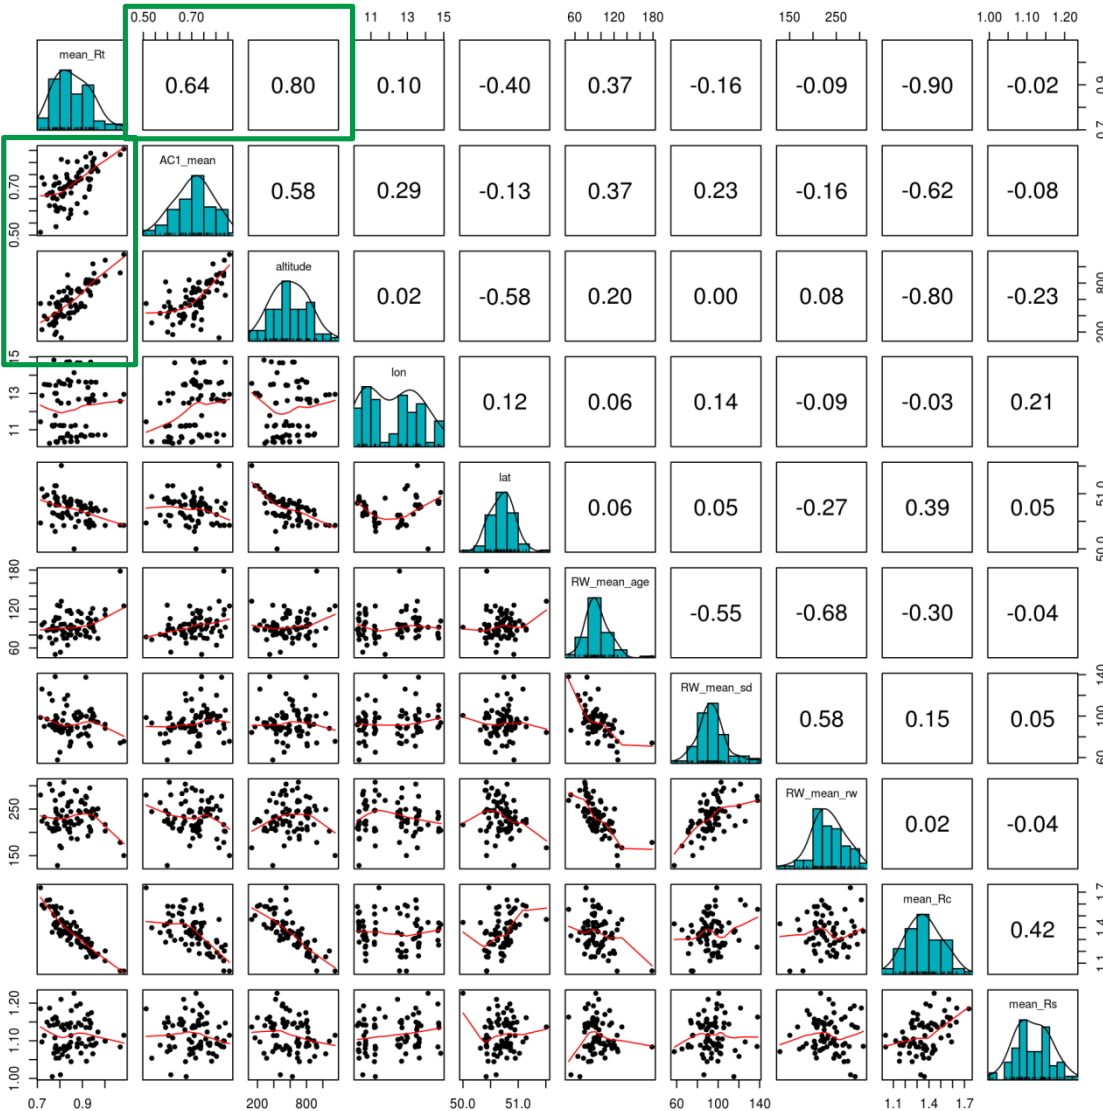 0.50 0.70 11 13 15 60 120 180 150 250 1.00 1.10 1.20
mean_Rt 0.64 0.80 0.10 -0.40 0.37 -0.16 -0.09 -0.90 -0.02
0.7 0.9
AC1_mean 0.58 0.29 -0.13 0.37 0.23 -0.16 -0.62 -0.08
0.50 0.70
altitude 0.02 -0.58 0.20 0.00 0.08 -0.80 -0.23
200 800
lon 0.12 0.06 0.14 -0.09 -0.03 0.21
11 13 15
lat 0.06 0.05 -0.27 0.39 0.05
50.0 51.0
RW_mean_age -0.55 -0.68 -0.30 -0.04
60 120 180
RW_mean_sd 0.58 0.15 0.05
60 100 140
RW_mean_rw 0.02 -0.04
150 250
mean_Rc 0.42
1.1 1.4 1.7
mean_Rs
1.00 1.10 1.20
0.7 0.9 200 800 50.0 51.0 60 100 140 1.1 1.4 1.7